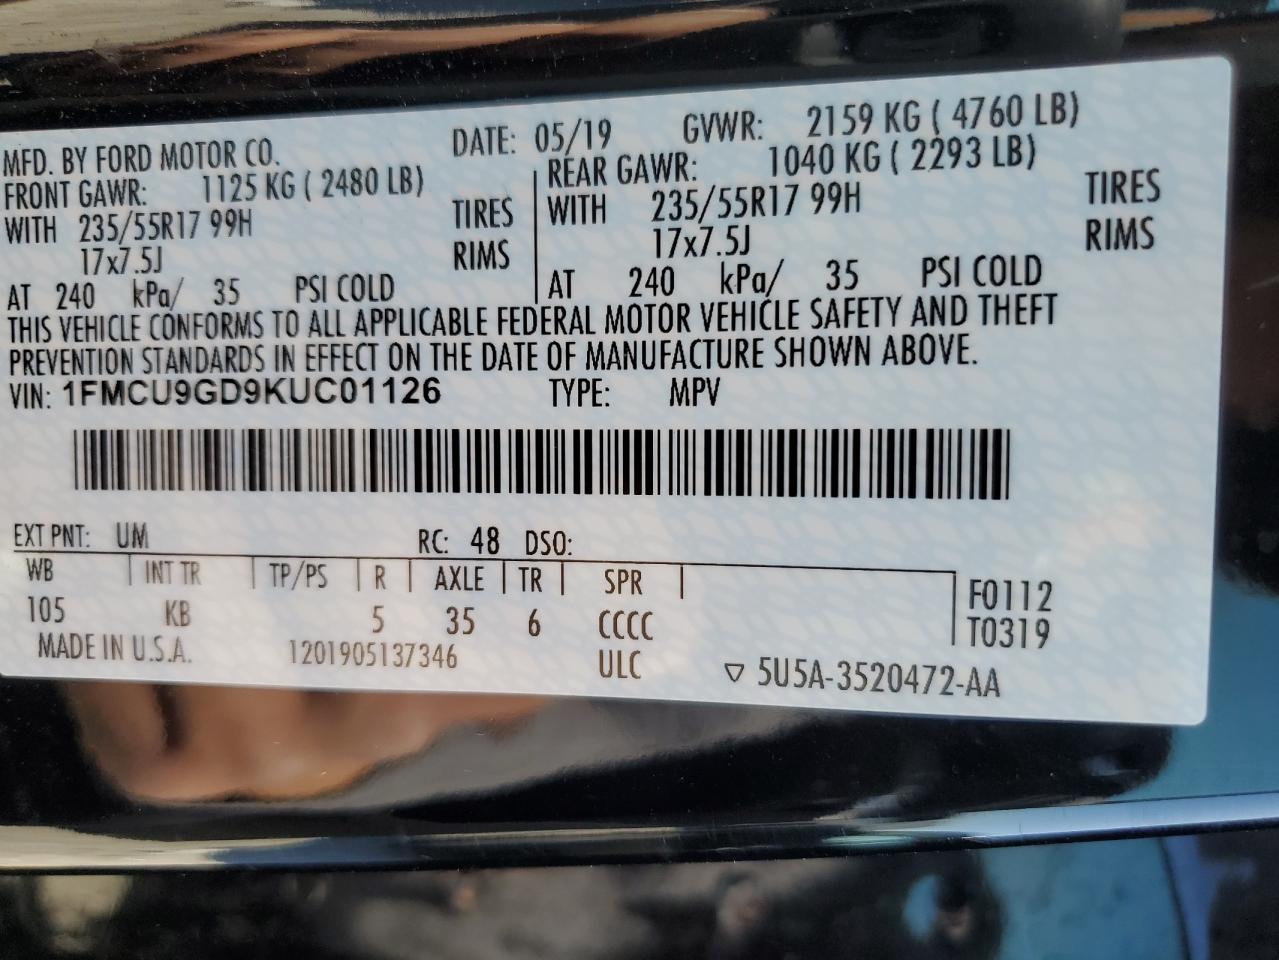 MFD. BY FORD MOTOR CO. DATE: 05/19 GVWR: 2159 KG ( 4760 LB)
FRONT GAWR: 1125 KG ( 2480 LB) REAR GAWR: 1040 KG ( 2293 LB)
WITH 235/55R17 99H TIRES WITH 235/55R17 99H TIRES
17x7.5J RIMS 17x7.5J RIMS
AT 240 kPa/ 35 PSI COLD AT 240 kPa/ 35 PSI COLD
THIS VEHICLE CONFORMS TO ALL APPLICABLE FEDERAL MOTOR VEHICLE SAFETY AND THEFT
PREVENTION STANDARDS IN EFFECT ON THE DATE OF MANUFACTURE SHOWN ABOVE.
VIN: 1FMCU9GD9KUC01126 TYPE: MPV
EXT PNT: UM RC: 48 DSO:
WB INT TR TP/PS R AXLE TR SPR F0112
105 KB 5 35 6 CCCC T0319
MADE IN U.S.A. 1201905137346 ULC ▽ 5U5A-3520472-AA